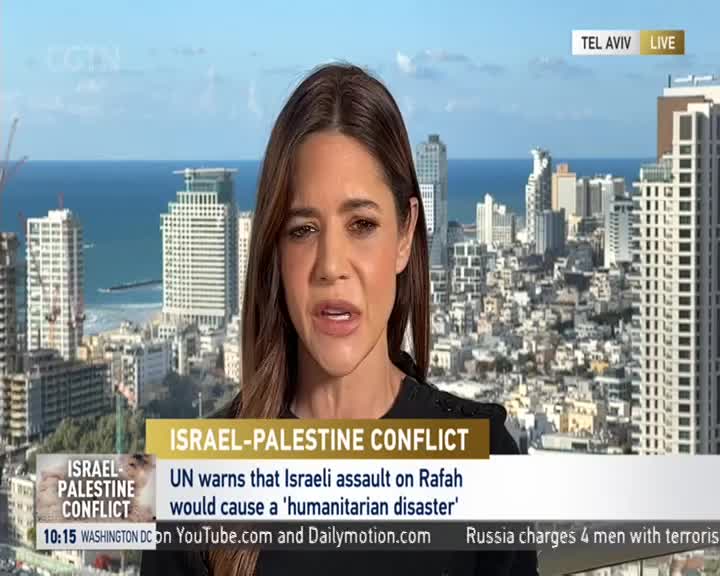 CGTN
TEL AVIV LIVE
ISRAEL-PALESTINE CONFLICT
ISRAEL-
PALESTINE
CONFLICT
UN warns that Israeli assault on Rafah
would cause a 'humanitarian disaster'
10:15 WASHINGTON DC on YouTube.com and Dailymotion.com Russia charges 4 men with terroris